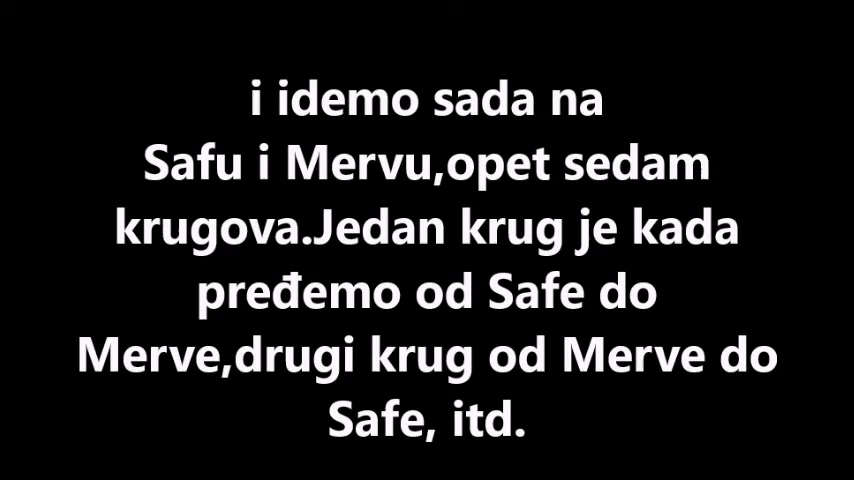 i idemo sada na
Safu i Mervu,opet sedam
krugova.Jedan krug je kada
pređemo od Safe do
Merve,drugi krug od Merve do
Safe, itd.